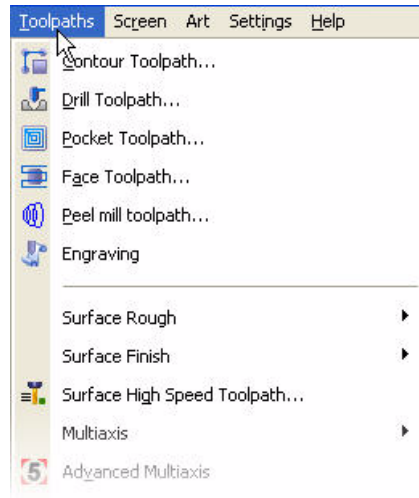 Toolpaths Screen Art Settings Help
Contour Toolpath...
Drill Toolpath...
Pocket Toolpath...
Face Toolpath...
Peel mill toolpath...
Engraving
Surface Rough
Surface Finish
Surface High Speed Toolpath...
Multiaxis
5 Advanced Multiaxis